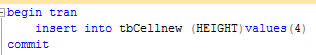 begin tran
insert into tbCellnew (HEIGHT)values(4)
commit